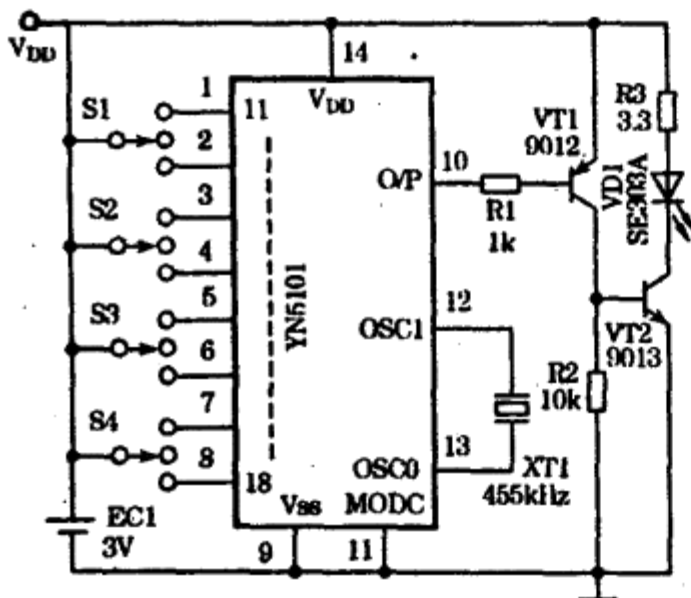 V_DD
14
1
S1
2
11
V_DD
R3
3.3
VT1
9012
VD1
SE303A
3
O/P
10
R1
1k
S2
4
YN5101
5
12
OSC1
S3
6
VT2
9013
7
R2
10k
S4
8
13
OSC0
XT1
455kHz
18
EC1
3V
Vss
MODC
9
11